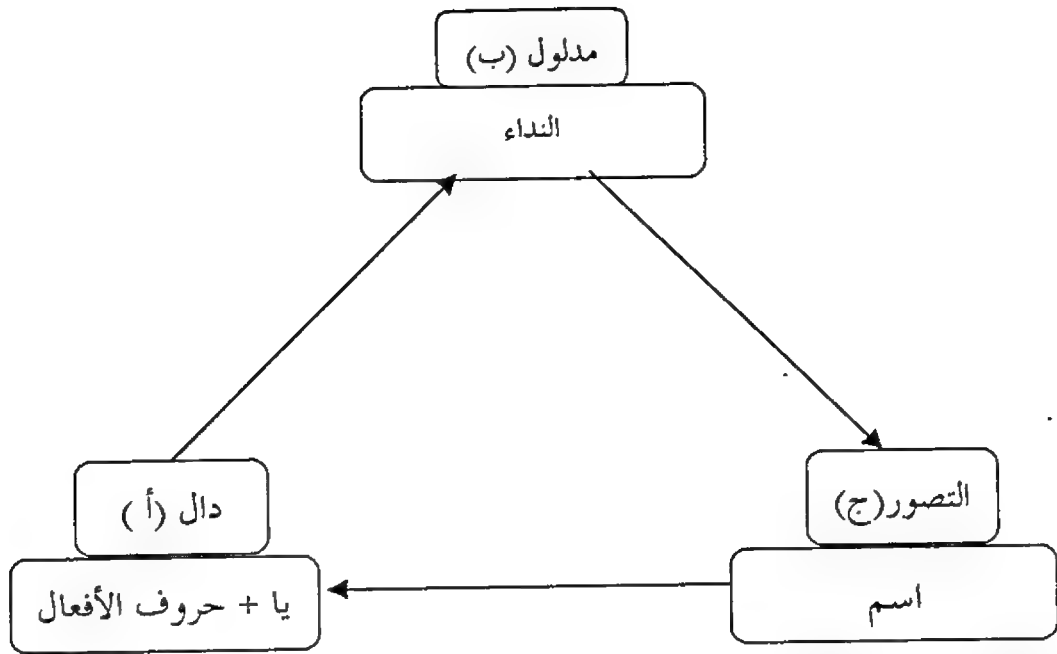 مدلول (ب)
النداء
التصور(ج)
اسم
دال (أ )
يا + حروف الأفعال